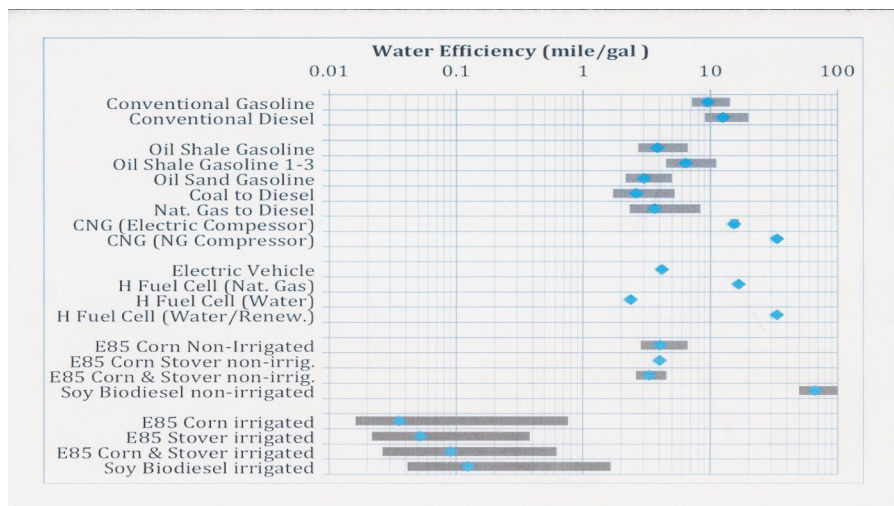 Water Efficiency (mile/gal )
0.01 0.1 1 10 100
Conventional Gasoline
Conventional Diesel
Oil Shale Gasoline
Oil Shale Gasoline 1-3
Oil Sand Gasoline
Coal to Diesel
Nat. Gas to Diesel
CNG (Electric Compessor)
CNG (NG Compressor)
Electric Vehicle
H Fuel Cell (Nat. Gas)
H Fuel Cell (Water)
H Fuel Cell (Water/Renew.)
E85 Corn Non-Irrigated
E85 Corn Stover non-irrig.
E85 Corn & Stover non-irrig.
Soy Biodiesel non-irrigated
E85 Corn irrigated
E85 Stover irrigated
E85 Corn & Stover irrigated
Soy Biodiesel irrigated